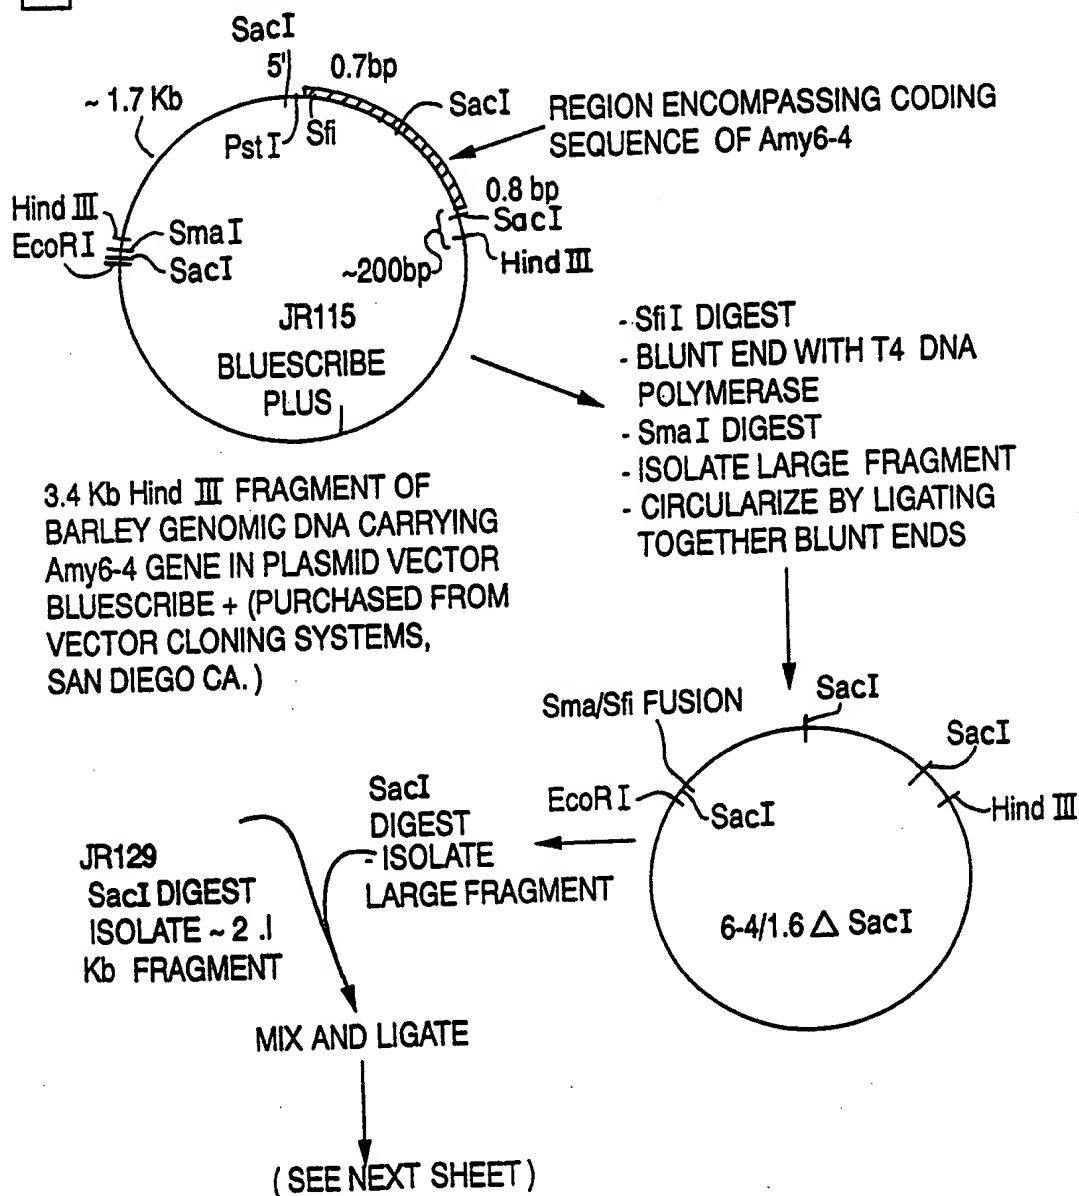 SacI
5'
0.7bp
~ 1.7 Kb
SacI
REGION ENCOMPASSING CODING
SEQUENCE OF Amy6-4
PstI
Sfi
0.8 bp
Hind III
SmaI
SacI
EcoRI
SacI
~200bp
Hind III
JR115
BLUESCRIBE
PLUS
- SfiI DIGEST
- BLUNT END WITH T4 DNA
POLYMERASE
- SmaI DIGEST
- ISOLATE LARGE FRAGMENT
- CIRCULARIZE BY LIGATING
TOGETHER BLUNT ENDS
3.4 Kb Hind III FRAGMENT OF
BARLEY GENOMIC DNA CARRYING
Amy6-4 GENE IN PLASMID VECTOR
BLUESCRIBE + (PURCHASED FROM
VECTOR CLONING SYSTEMS,
SAN DIEGO CA.)
Sma/Sfi FUSION
SacI
SacI
EcoRI
SacI
Hind III
6-4/1.6 △ SacI
SacI
DIGEST
- ISOLATE
LARGE FRAGMENT
JR129
SacI DIGEST
ISOLATE ~ 2 .I
Kb FRAGMENT
MIX AND LIGATE
(SEE NEXT SHEET)